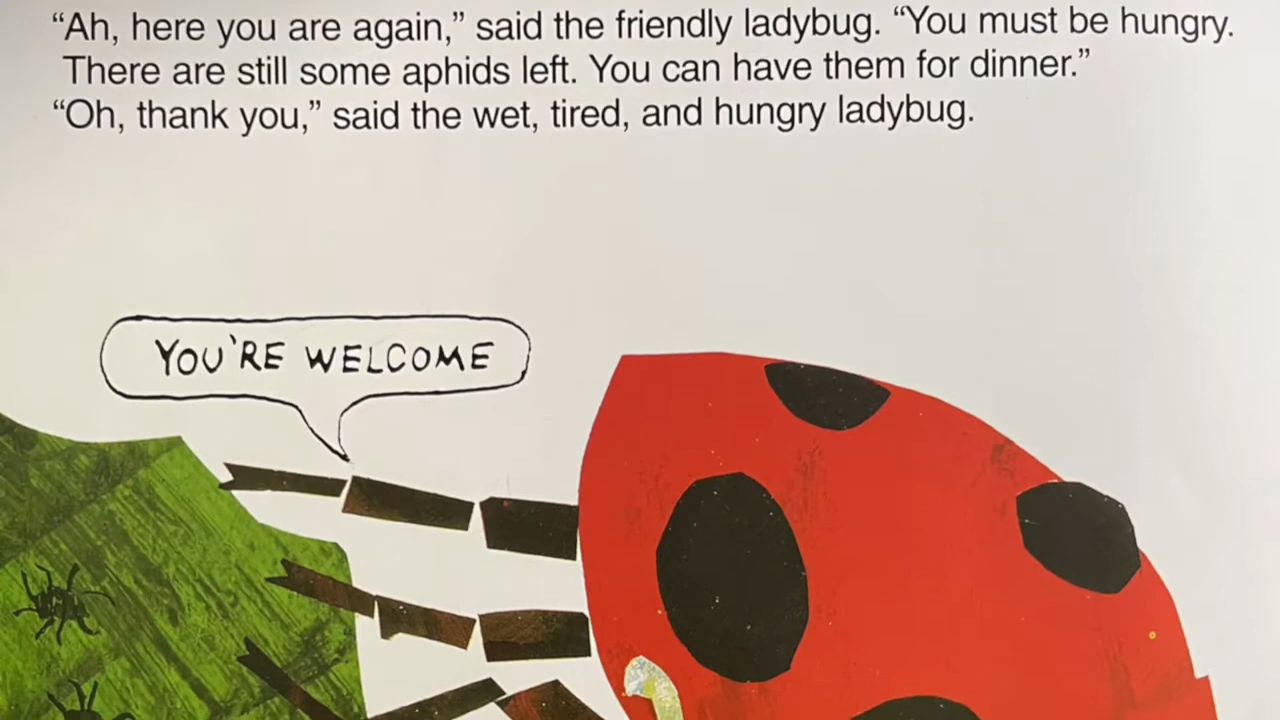 “Ah, here you are again,” said the friendly ladybug. “You must be hungry.
There are still some aphids left. You can have them for dinner.”
“Oh, thank you,” said the wet, tired, and hungry ladybug.
YOU'RE WELCOME